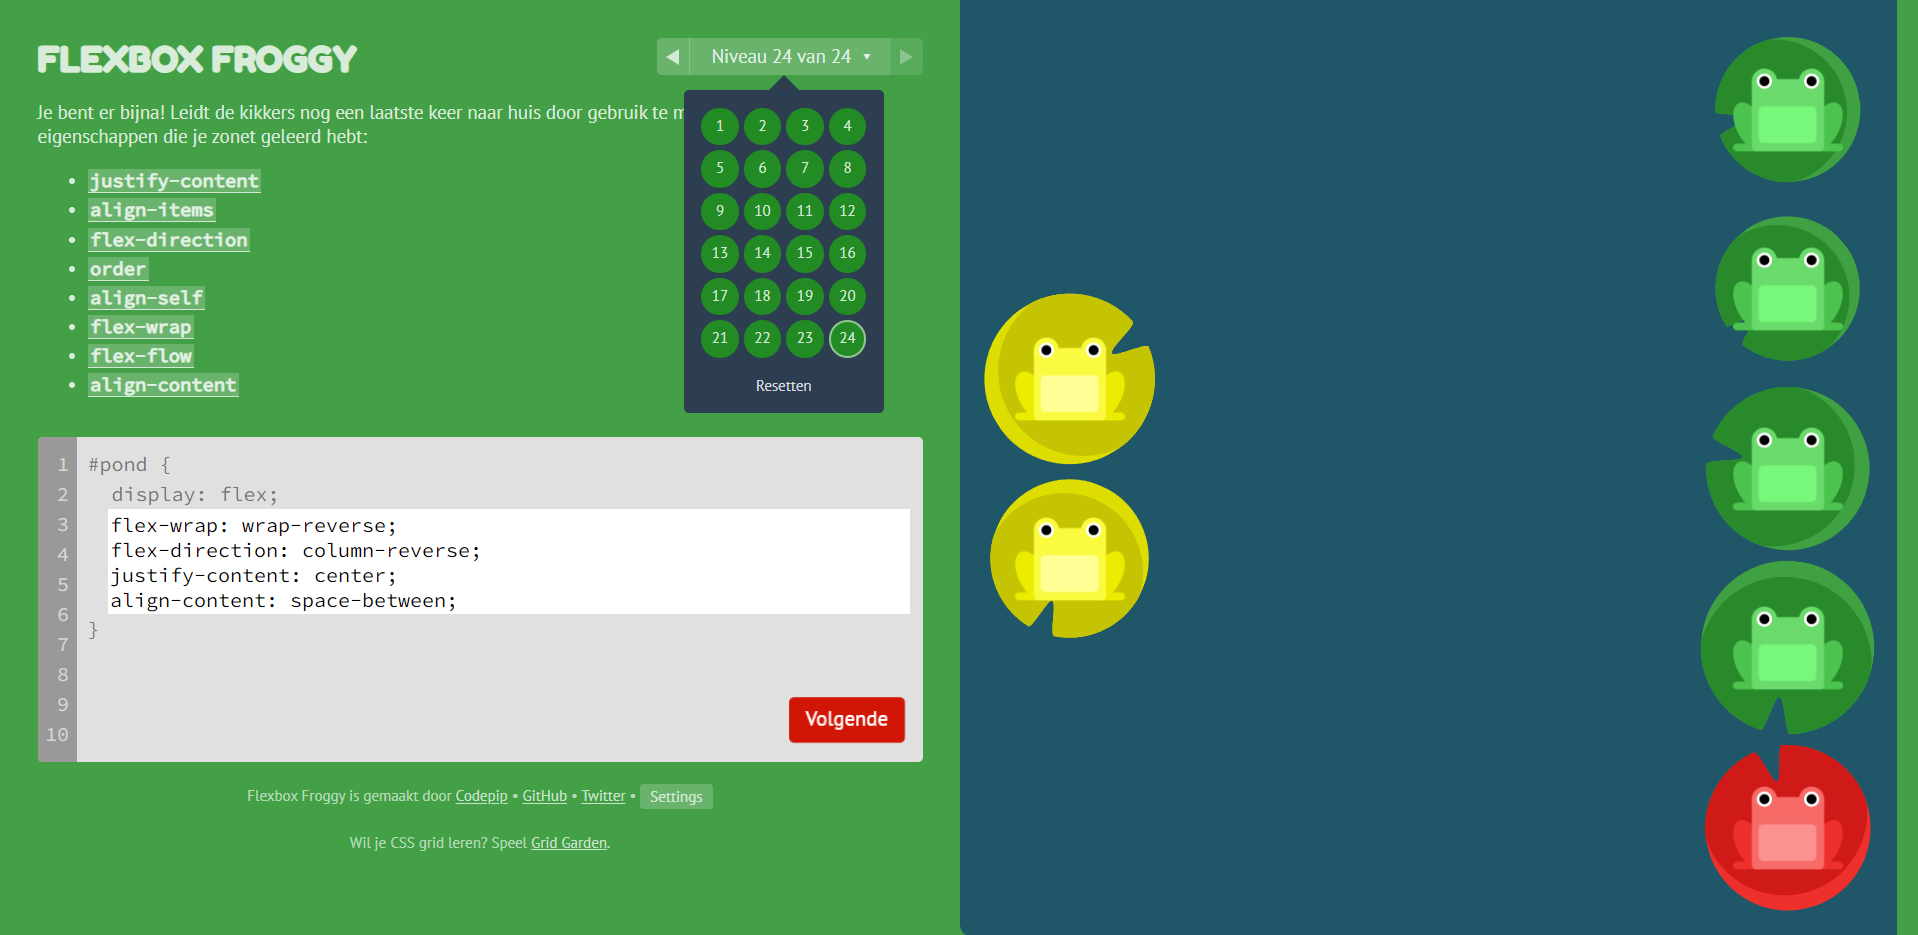 FLEXBOX FROGGY
◀ Niveau 24 van 24 ▼ ▶
Je bent er bijna! Leidt de kikkers nog een laatste keer naar huis door gebruik te
eigenschappen die je zonet geleerd hebt:
• justify-content
• align-items
• flex-direction
• order
• align-self
• flex-wrap
• flex-flow
• align-content
1 2 3 4
5 6 7 8
9 10 11 12
13 14 15 16
17 18 19 20
21 22 23 24
Resetten
1 #pond {
2 display: flex;
3 flex-wrap: wrap-reverse;
4 flex-direction: column-reverse;
5 justify-content: center;
6 align-content: space-between;
7 }
8
9
10
Volgende
Flexbox Froggy is gemaakt door Codepip • GitHub • Twitter • Settings
Wil je CSS grid leren? Speel Grid Garden.